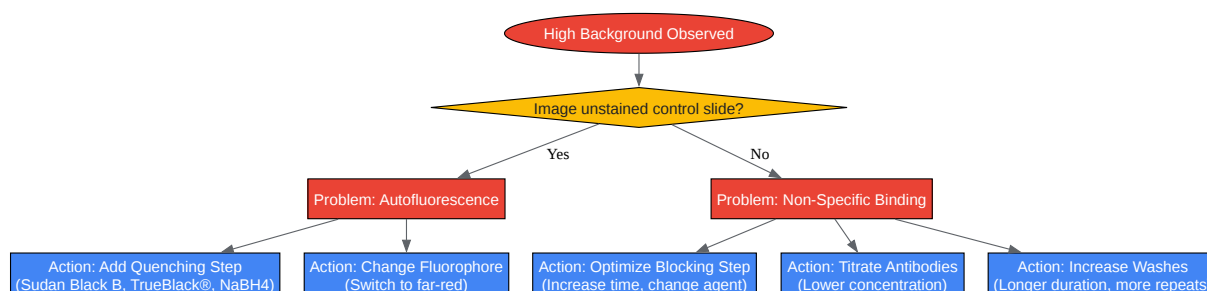 High Background Observed
Image unstained control slide?
Yes
No
Problem: Autofluorescence
Problem: Non-Specific Binding
Action: Add Quenching Step
(Sudan Black B, TrueBlack®, NaBH4)
Action: Change Fluorophore
(Switch to far-red)
Action: Optimize Blocking Step
(Increase time, change agent)
Action: Titrate Antibodies
(Lower concentration)
Action: Increase Washes
(Longer duration, more repeats